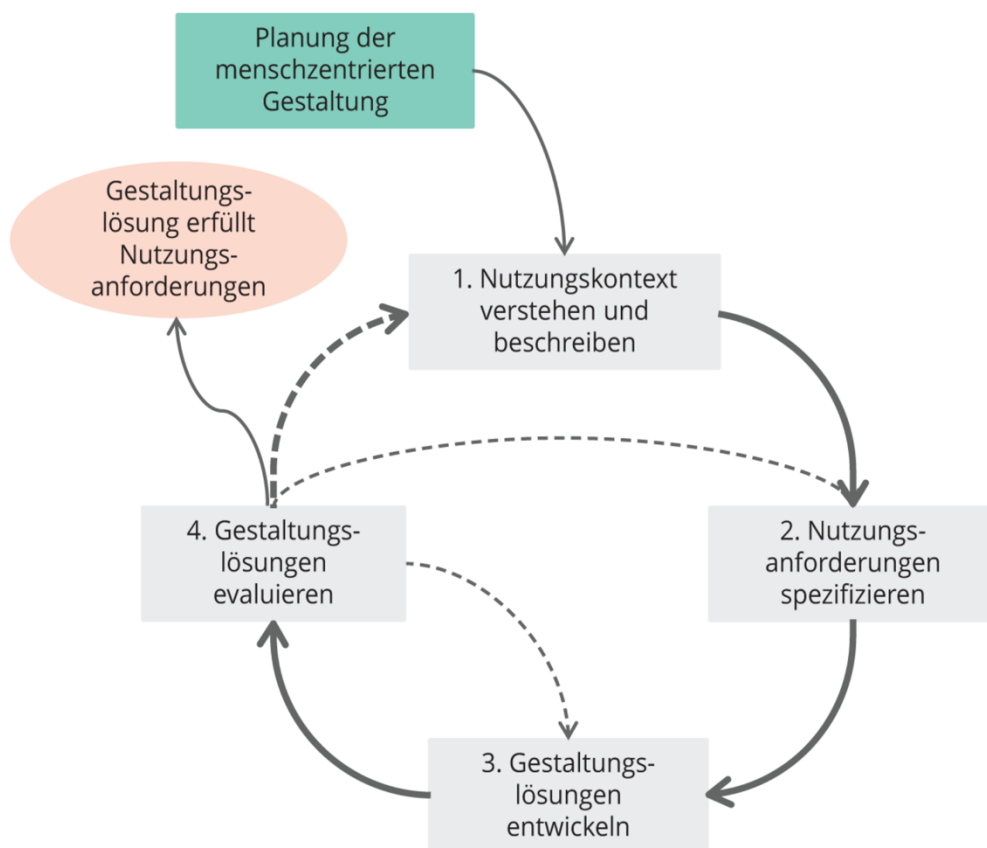 Planung der
menschzentrierten
Gestaltung
Gestaltungs-
lösung erfüllt
Nutzungs-
anforderungen
1. Nutzungskontext
verstehen und
beschreiben
2. Nutzungs-
anforderungen
spezifizieren
3. Gestaltungs-
lösungen
entwickeln
4. Gestaltungs-
lösungen
evaluieren